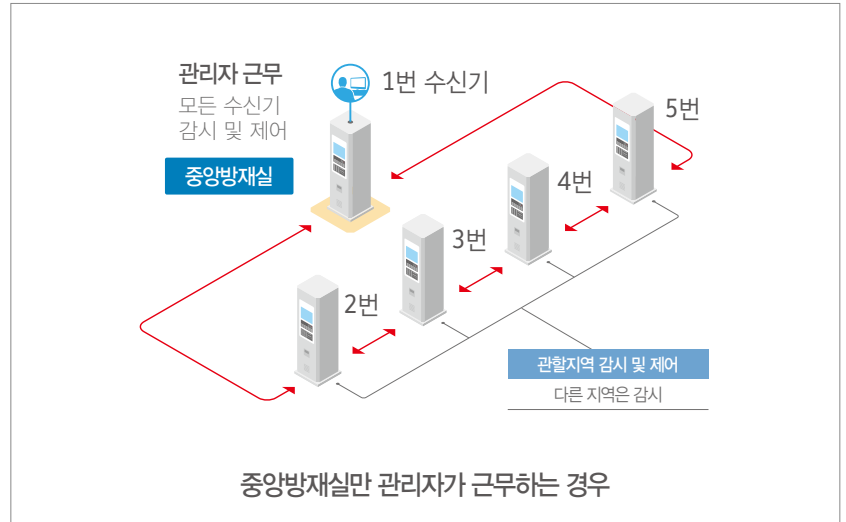 관리자 근무
모든 수신기
감시 및 제어
중앙방재실
1번 수신기
5번
4번
3번
2번
관할지역 감시 및 제어
다른 지역은 감시
중앙방재실만 관리자가 근무하는 경우